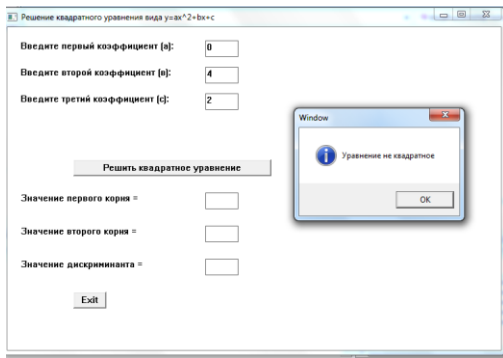 Решение квадратного уравнения вида y=ax^2+bx+c
Введите первый коэффициент (а): 0
Введите второй коэффициент (в): 4
Введите третий коэффициент (с): 2
Window
Уравнение не квадратное
OK
Решить квадратное уравнение
Значение первого корня =
Значение второго корня =
Значение дискриминанта =
Exit